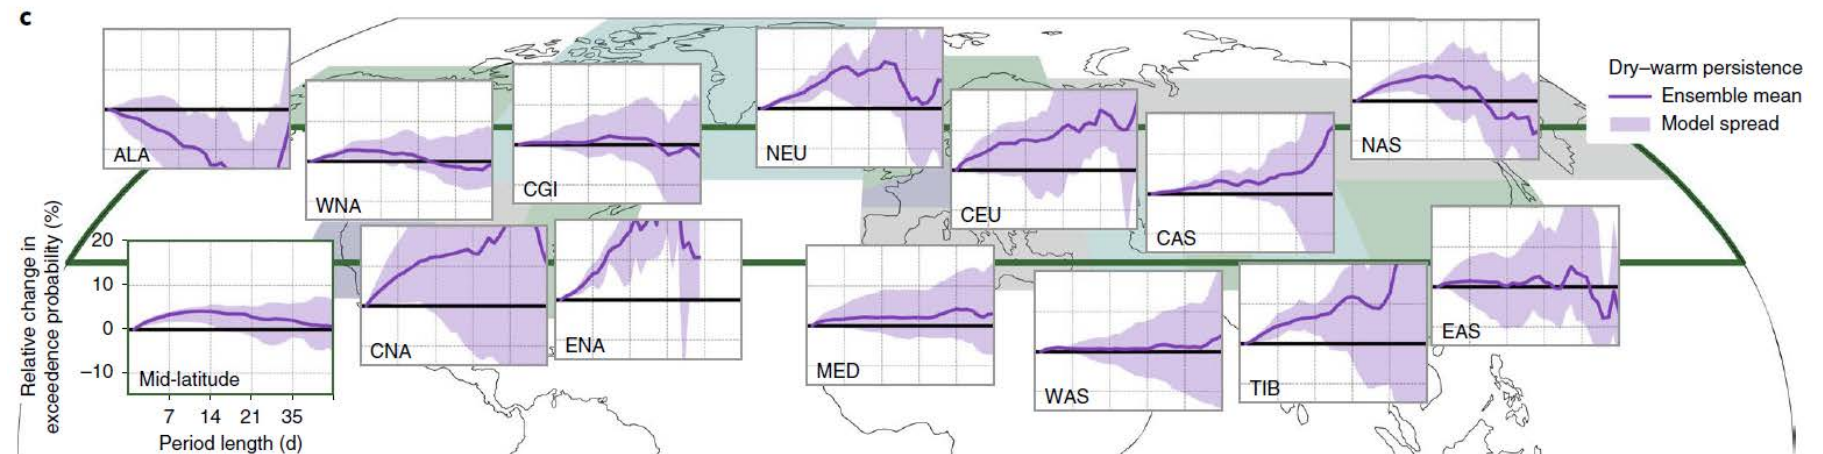 c
ALA
WNA
CGI
NEU
CEU
CAS
NAS
Dry–warm persistence
Ensemble mean
Model spread
Relative change in
exceedence probability (%)
20
10
0
−10
Mid-latitude
7 14 21 35
Period length (d)
CNA
ENA
MED
WAS
TIB
EAS